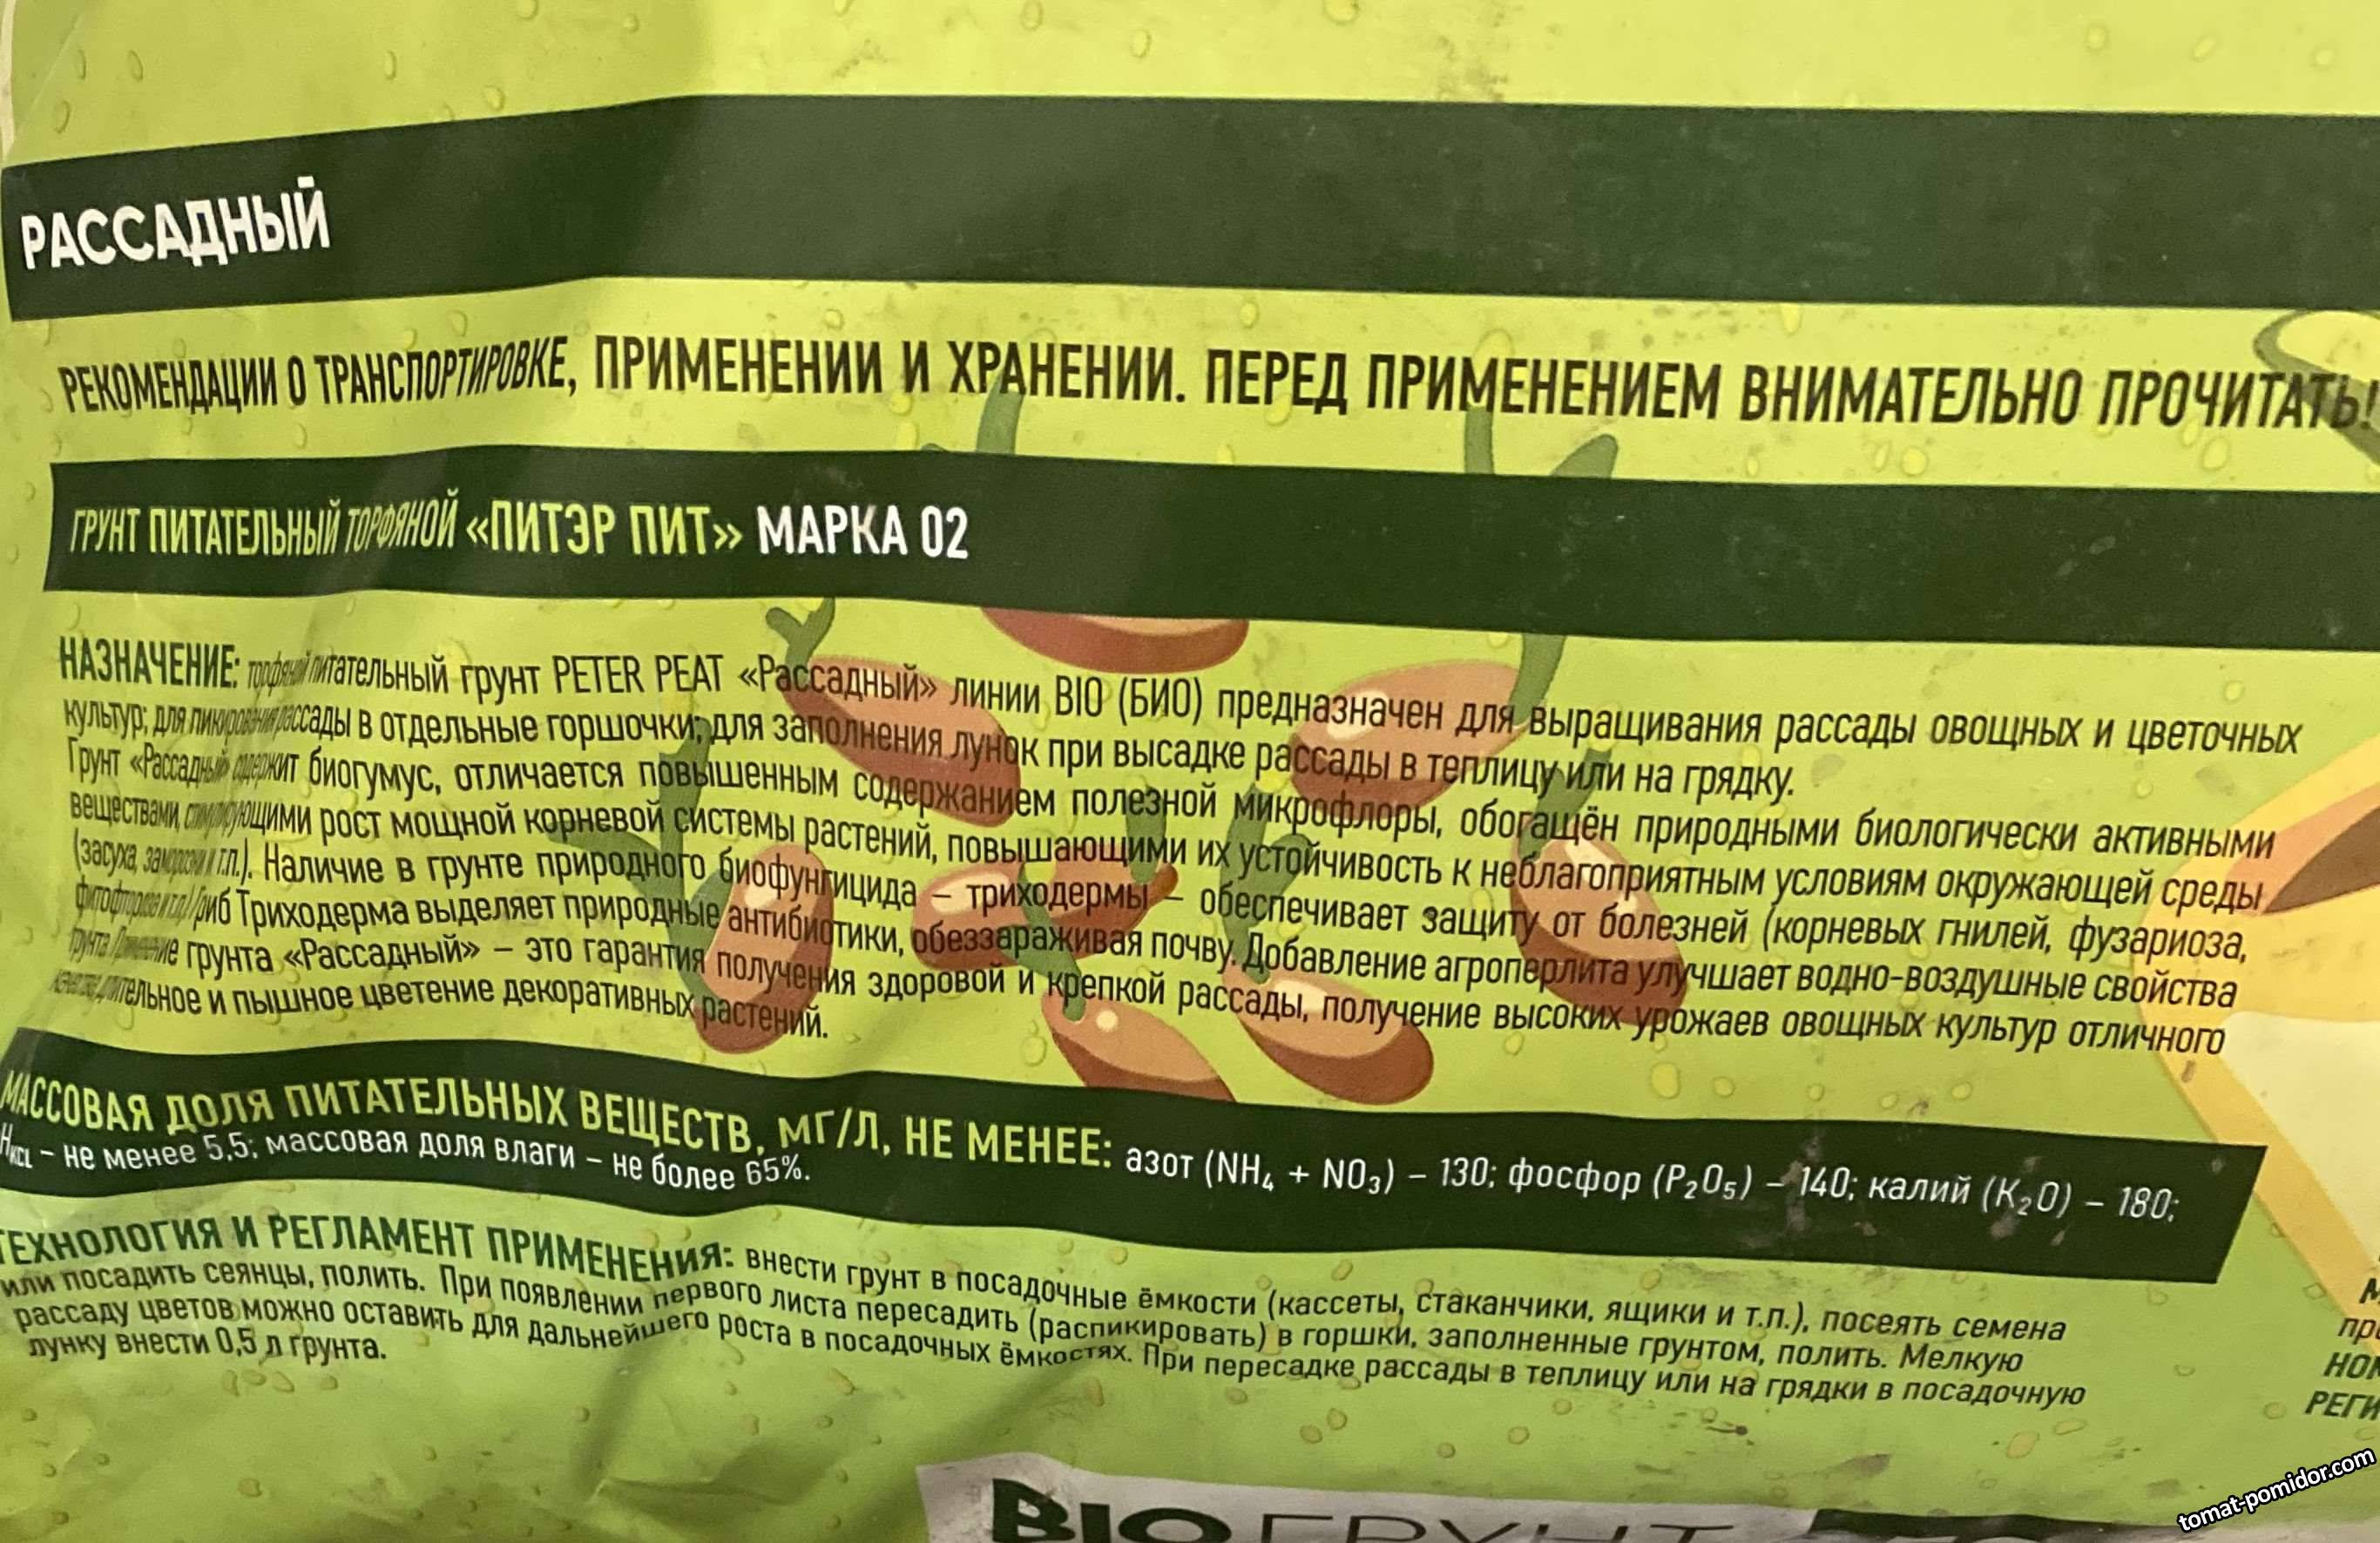 РАССАДНЫЙ
РЕКОМЕНДАЦИИ О ТРАНСПОРТИРОВКЕ, ПРИМЕНЕНИИ И ХРАНЕНИИ. ПЕРЕД ПРИМЕНЕНИЕМ ВНИМАТЕЛЬНО ПРОЧИТАТЬ!
ГРУНТ ПИТАТЕЛЬНЫЙ ТОРФЯНОЙ «ПИТЭР ПИТ» МАРКА 02
НАЗНАЧЕНИЕ: торфяной питательный грунт PETER PEAT «Рассадный» линии BIO (БИО) предназначен для выращивания рассады овощных и цветочных
культур; для пикирования рассады в отдельные горшочки; для заполнения лунок при высадке рассады в теплицу или на грядку.
Грунт «Рассадный» содержит биогумус, отличается повышенным содержанием полезной микрофлоры, обогащён природными биологически активными
веществами, стимулирующими рост мощной корневой системы растений, повышающими их устойчивость к неблагоприятным условиям окружающей среды
(засуха, заморозки и т.п.). Наличие в грунте природного биофунгицида – триходермы – обеспечивает защиту от болезней (корневых гнилей, фузариоза,
Гриб Триходерма выделяет природные антибиотики, обеззараживая почву. Добавление агроперлита улучшает водно-воздушные свойства
грунта. Применение грунта «Рассадный» – это гарантия получения здоровой и крепкой рассады, получение высоких урожаев овощных культур отличного
качества, длительное и пышное цветение декоративных растений.
МАССОВАЯ ДОЛЯ ПИТАТЕЛЬНЫХ ВЕЩЕСТВ, МГ/Л, НЕ МЕНЕЕ: азот (NH₄ + NO₃) – 130; фосфор (P₂O₅) – 140; калий (K₂O) – 180;
H KCL – не менее 5,5; массовая доля влаги – не более 65%.
ТЕХНОЛОГИЯ И РЕГЛАМЕНТ ПРИМЕНЕНИЯ: внести грунт в посадочные ёмкости (кассеты, стаканчики, ящики и т.п.), посеять семена
или посадить сеянцы, полить. При появлении первого листа пересадить (распикировать) в горшки, заполненные грунтом, полить. Мелкую
рассаду цветов можно оставить для дальнейшего роста в посадочных ёмкостях. При пересадке рассады в теплицу или на грядки в посадочную
лунку внести 0,5 л грунта.
пр
НОМ
РЕГИ
BIO ГРУНТ
tomat-pomidor.com